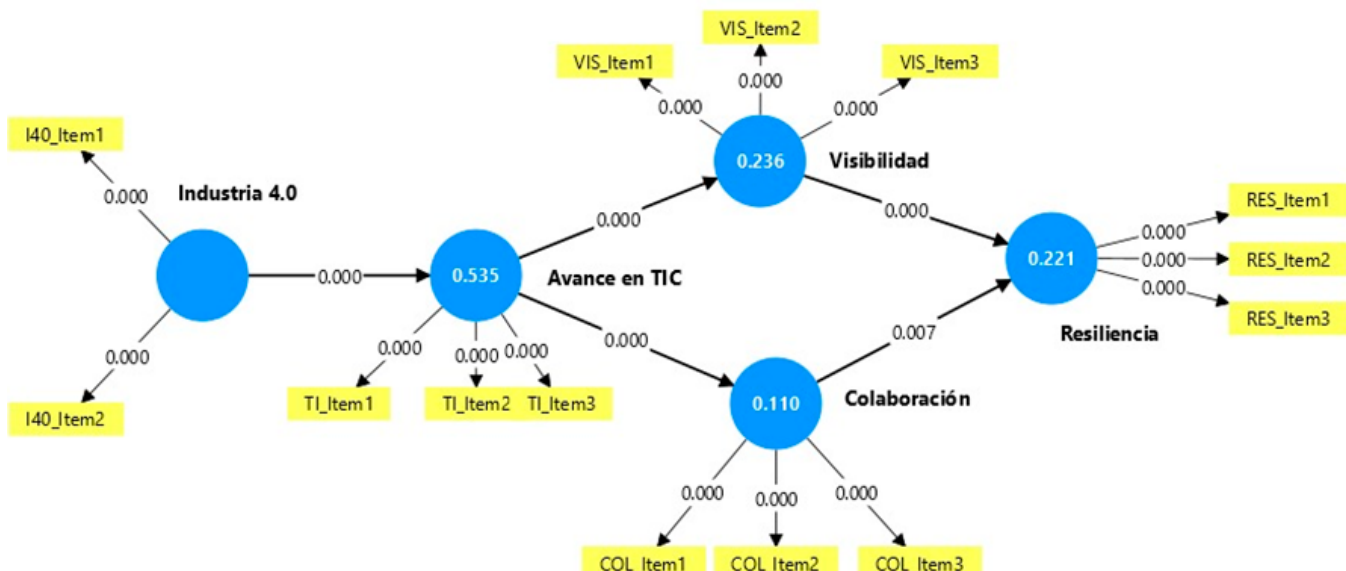 VIS_Item2
VIS_Item1
VIS_Item3
0.000
0.000
0.000
I40_Item1
0.000
Industria 4.0
0.236
Visibilidad
RES_Item1
0.000
0.000
0.000
0.000
0.535
Avance en TIC
0.221
0.000
RES_Item2
0.000
RES_Item3
Resiliencia
0.000
0.000
0.007
0.000
0.000
0.000
I40_Item2
TI_Item1
TI_Item2
TI_Item3
0.110
Colaboración
0.000
0.000
0.000
COL_Item1
COL_Item2
COL_Item3